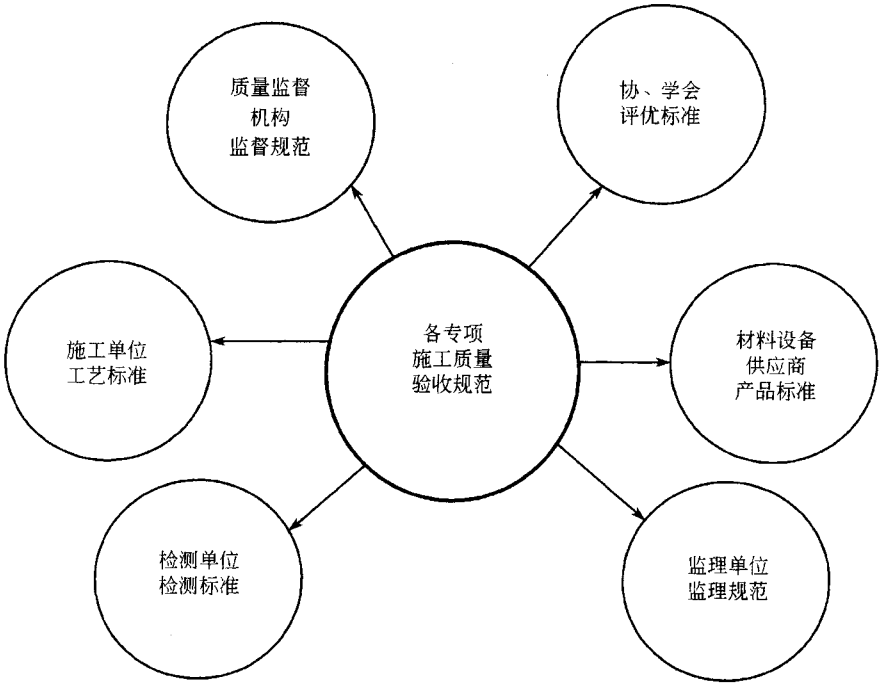 质量监督
机构
监督规范
协、学会
评优标准
施工单位
工艺标准
各专项
施工质量
验收规范
材料设备
供应商
产品标准
检测单位
检测标准
监理单位
监理规范